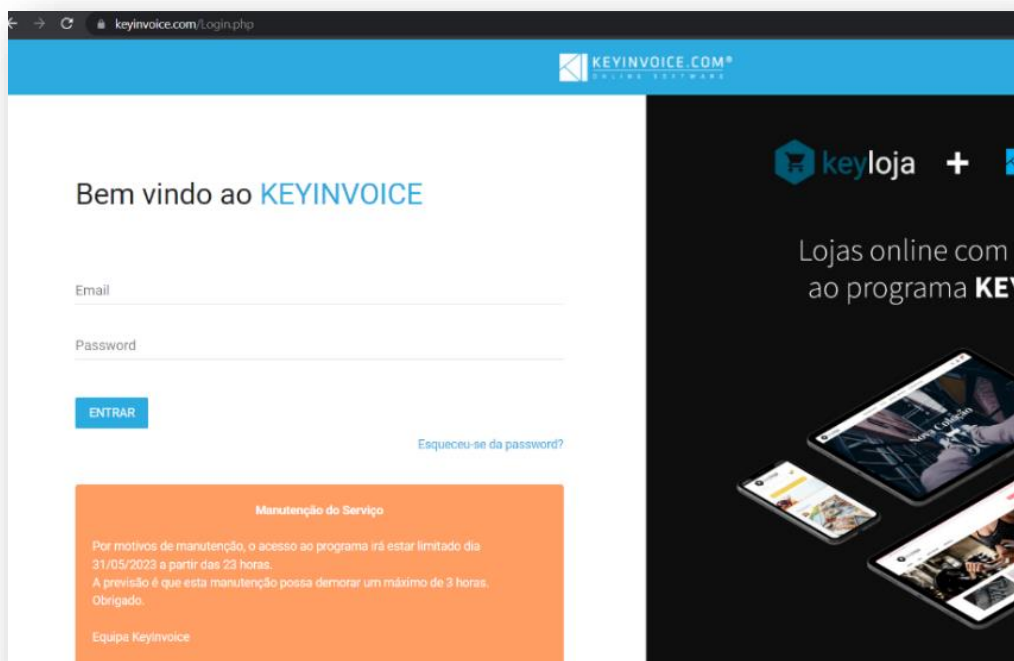 keyinvoice.com/Login.php
KEYINVOICE.COM®
ONLINE SOFTWARE
Bem vindo ao KEYINVOICE
Email
Password
ENTRAR
Esqueceu-se da password?
Manutenção do Serviço
Por motivos de manutenção, o acesso ao programa irá estar limitado dia
31/05/2023 a partir das 23 horas.
A previsão é que esta manutenção possa demorar um máximo de 3 horas.
Obrigado.
Equipa Keyinvoice
keyloja +
Lojas online com
ao programa KEY
Nova Coleção